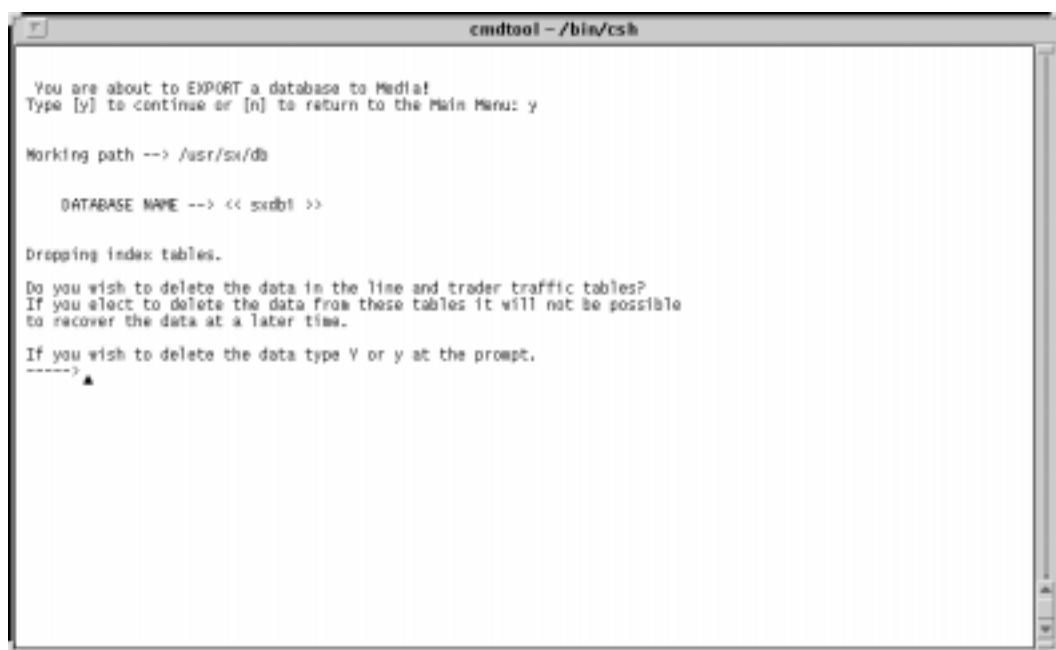 cmdtool – /bin/csh
You are about to EXPORT a database to Media!
Type [y] to continue or [n] to return to the Main Menu: y
Working path --> /usr/sx/db
DATABASE NAME --> << sxdb1 >>
Dropping index tables.
Do you wish to delete the data in the line and trader traffic tables?
If you elect to delete the data from these tables it will not be possible
to recover the data at a later time.
If you wish to delete the data type Y or y at the prompt.
----->